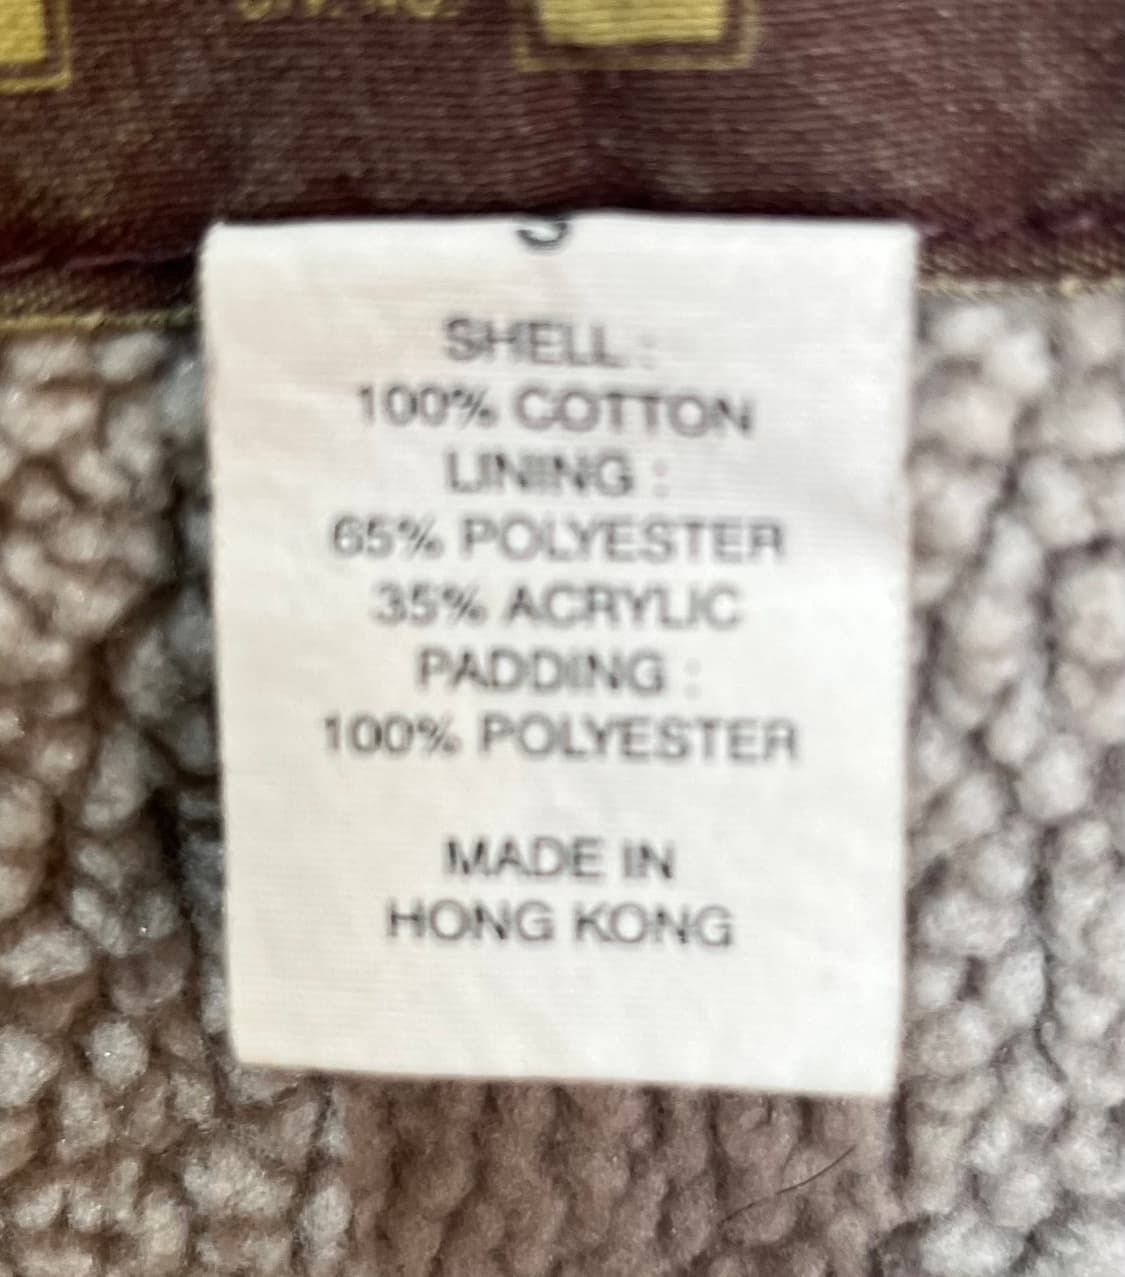 SHELL :
100% COTTON
LINING :
65% POLYESTER
35% ACRYLIC
PADDING :
100% POLYESTER
MADE IN
HONG KONG